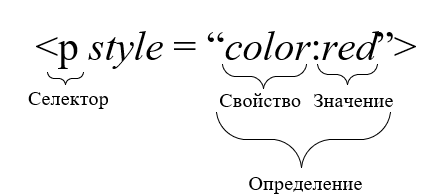 <p style = “color:red”>
Селектор Свойство Значение
Определение